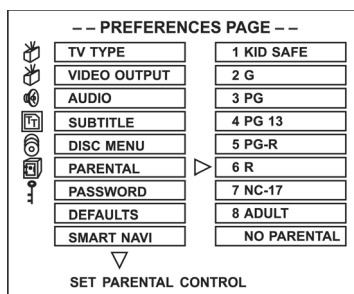 -- PREFERENCES PAGE --
TV TYPE
VIDEO OUTPUT
AUDIO
SUBTITLE
DISC MENU
PARENTAL
PASSWORD
DEFAULTS
SMART NAVI
1 KID SAFE
2 G
3 PG
4 PG 13
5 PG-R
6 R
7 NC-17
8 ADULT
NO PARENTAL
SET PARENTAL CONTROL